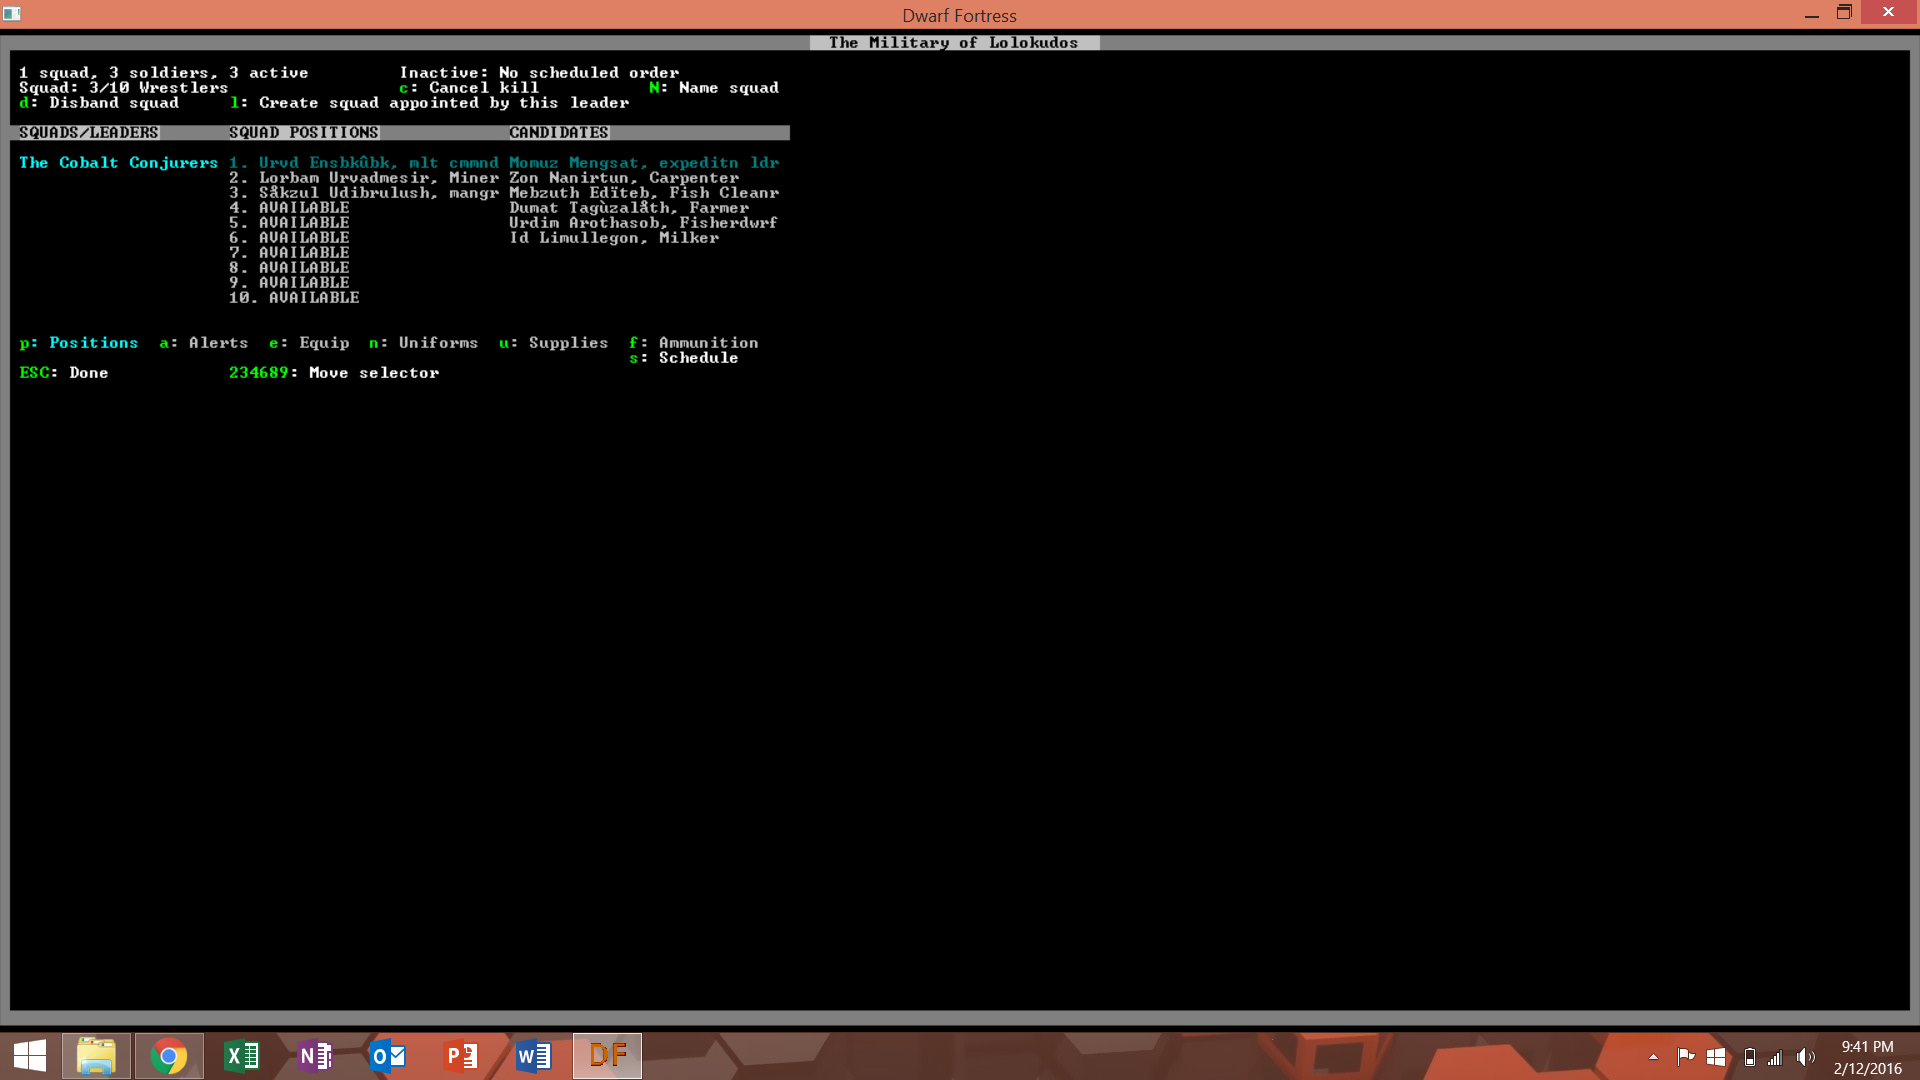 Dwarf Fortress
The Military of Lolokudos
1 squad, 3 soldiers, 3 active Inactive: No scheduled order
Squad: 3/10 Wrestlers c: Cancel kill N: Name squad
d: Disband squad l: Create squad appointed by this leader
SQUADS/LEADERS SQUAD POSITIONS CANDIDATES
The Cobalt Conjurers 1. Urvd Ensbkûbk, mlt cmmnd Momuz Mengsat, expeditn ldr
2. Lorbam Urvadmesir, Miner Zon Nanirtun, Carpenter
3. Såkzul Udibrulush, mangr Mebzuth Edïteb, Fish Cleanr
4. AVAILABLE Dumat Tagùzalåth, Farmer
5. AVAILABLE Urdim Arothasob, Fisherdwrf
6. AVAILABLE Id Limullegon, Milker
7. AVAILABLE
8. AVAILABLE
9. AVAILABLE
10. AVAILABLE
p: Positions a: Alerts e: Equip n: Uniforms u: Supplies f: Ammunition
s: Schedule
ESC: Done 234689: Move selector
DF
9:41 PM
2/12/2016